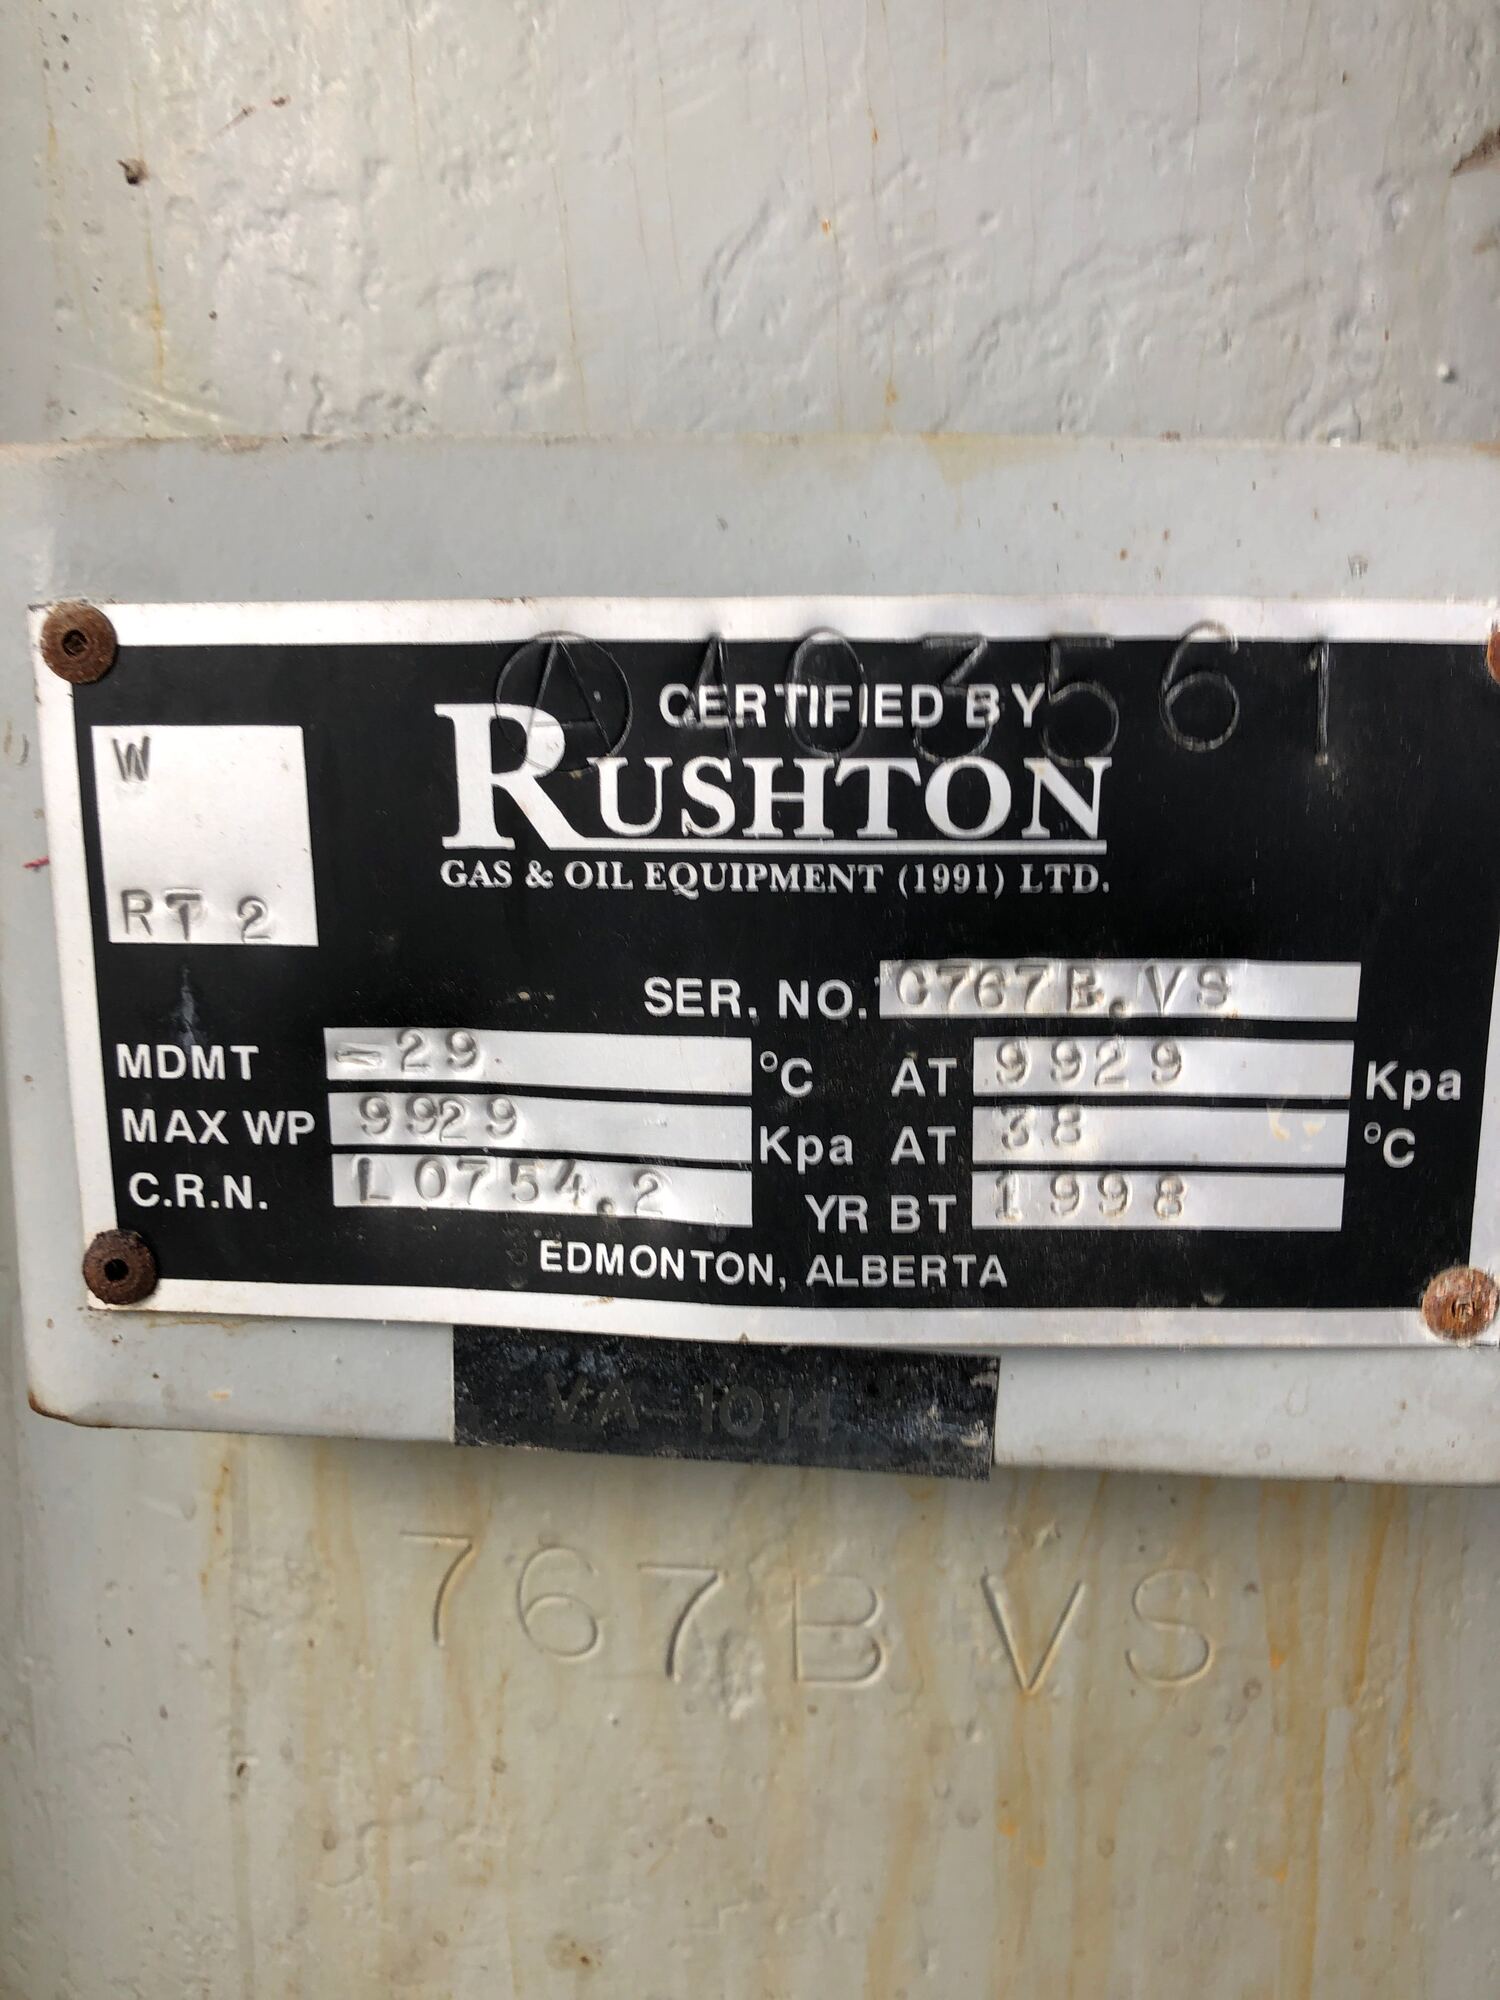 Ⓐ 403561
CERTIFIED BY
RUSHTON
GAS & OIL EQUIPMENT (1991) LTD.
W
RT 2
SER. NO. C767B.VS
MDMT -29 °C AT 9929 Kpa
MAX WP 9929 Kpa AT 38 °C
C.R.N. L0754.2 YR BT 1998
EDMONTON, ALBERTA
VA-1014
767B VS